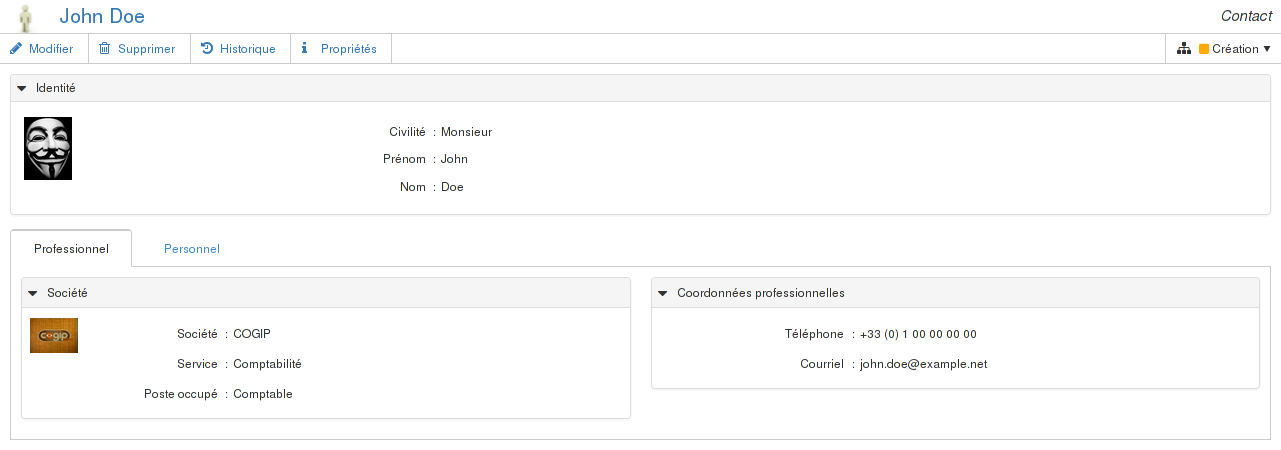 John Doe
Contact
Modifier Supprimer Historique Propriétés Création
Identité
Civilité : Monsieur
Prénom : John
Nom : Doe
Professionnel Personnel
Société
Cogip
Société : COGIP
Service : Comptabilité
Poste occupé : Comptable
Coordonnées professionnelles
Téléphone : +33 (0) 1 00 00 00 00
Courriel : john.doe@example.net